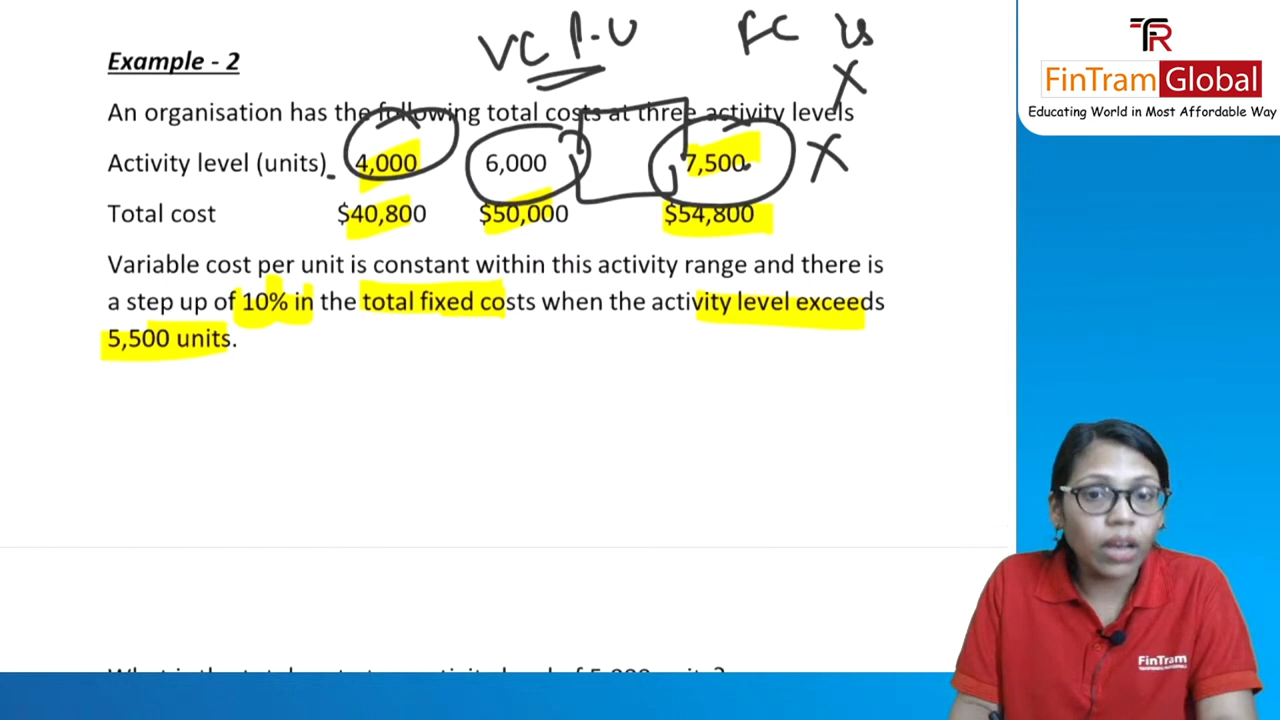 VC P.U FC is
X
TR
FinTram Global
Educating World in Most Affordable Way
Example - 2
An organisation has the following total costs at three activity levels
Activity level (units) 4,000 6,000 7,500 X
Total cost $40,800 $50,000 $54,800
Variable cost per unit is constant within this activity range and there is
a step up of 10% in the total fixed costs when the activity level exceeds
5,500 units.
FinTram